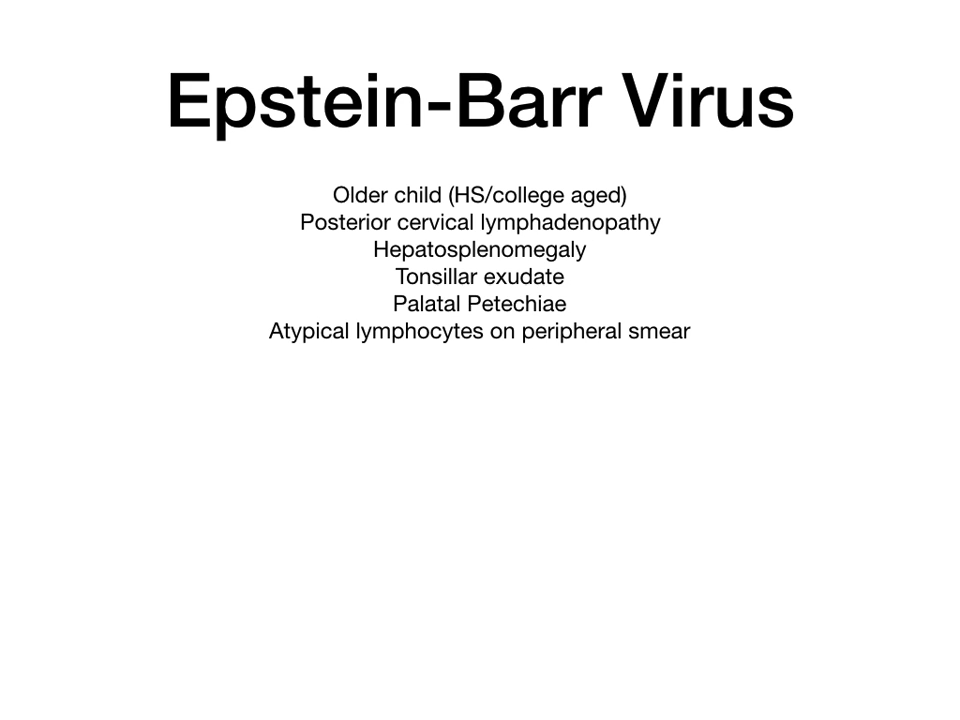 Epstein-Barr Virus
Older child (HS/college aged)
Posterior cervical lymphadenopathy
Hepatosplenomegaly
Tonsillar exudate
Palatal Petechiae
Atypical lymphocytes on peripheral smear